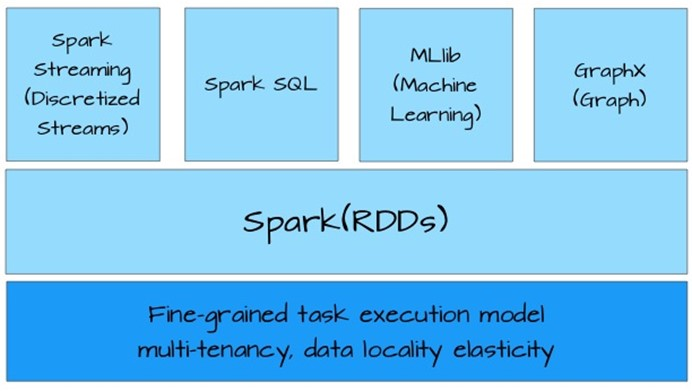 Spark
Streaming
(Discretized
Streams)
Spark SQL
MLlib
(Machine
Learning)
GraphX
(Graph)
Spark(RDDs)
Fine-grained task execution model
multi-tenancy, data locality elasticity